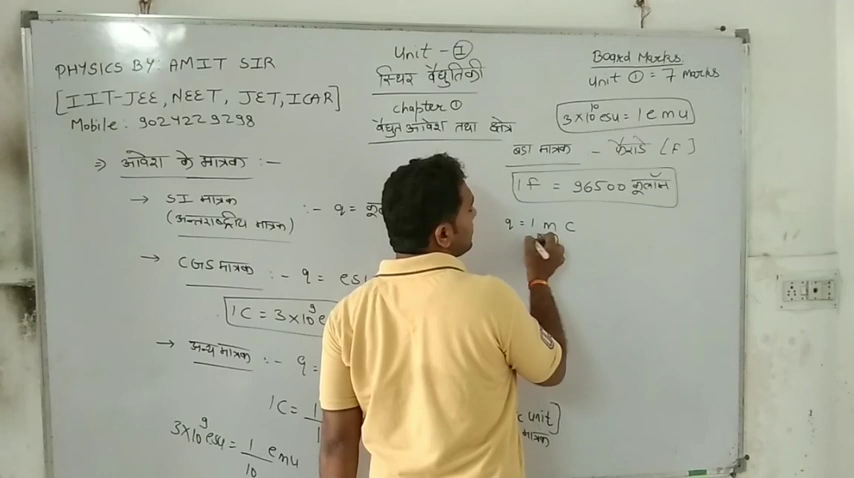 PHYSICS BY: AMIT SIR
[IIT-JEE, NEET, JET, ICAR]
Mobile: 9024229298
Unit - I
स्थिर वैद्युतिकी
chapter ①
वैद्युत आवेश तथा क्षेत्र
Board Marks
Unit ① = 7 marks
3×10¹⁰ esu = 1 emu
बडा मात्रक - फैराडे [F]
1 f = 96500 कूलॉम
q = 1 m C
⇒ आवेश के मात्रक :-
→ SI मात्रक :- q =
(अन्तराष्ट्रीय मात्रक)
→ CGS मात्रक :- q = es
1C = 3×10⁹ e
→ अन्य मात्रक :- q =
1C = 1
unit]
मात्रक
3×10⁹ esu = 1/10 emu